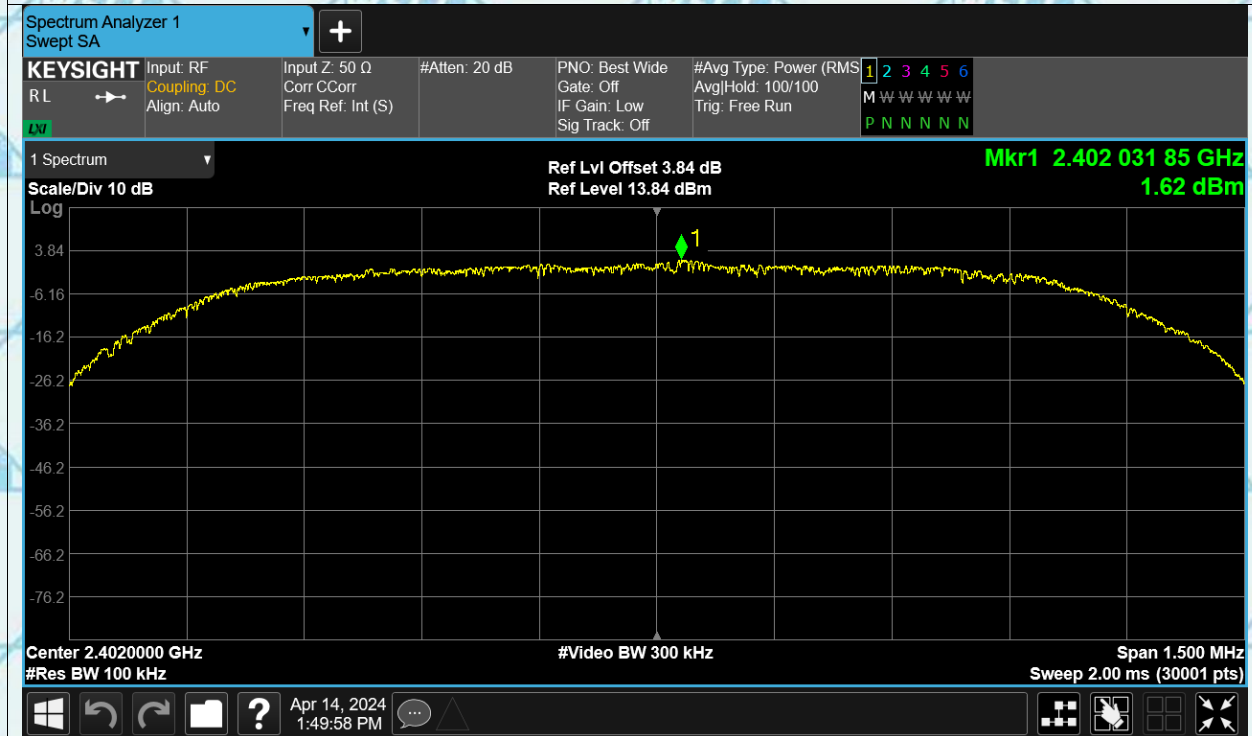 Spectrum Analyzer 1
Swept SA
+
KEYSIGHT
RL
LXI
Input: RF
Coupling: DC
Align: Auto
Input Z: 50 Ω
Corr CCorr
Freq Ref: Int (S)
#Atten: 20 dB
PNO: Best Wide
Gate: Off
IF Gain: Low
Sig Track: Off
#Avg Type: Power (RMS
Avg|Hold: 100/100
Trig: Free Run
1 2 3 4 5 6
M W W W W W
P N N N N N
1 Spectrum
Scale/Div 10 dB
Log
Ref Lvl Offset 3.84 dB
Ref Level 13.84 dBm
Mkr1 2.402 031 85 GHz
1.62 dBm
1
3.84
-6.16
-16.2
-26.2
-36.2
-46.2
-56.2
-66.2
-76.2
Center 2.4020000 GHz
#Res BW 100 kHz
#Video BW 300 kHz
Span 1.500 MHz
Sweep 2.00 ms (30001 pts)
?
Apr 14, 2024
1:49:58 PM